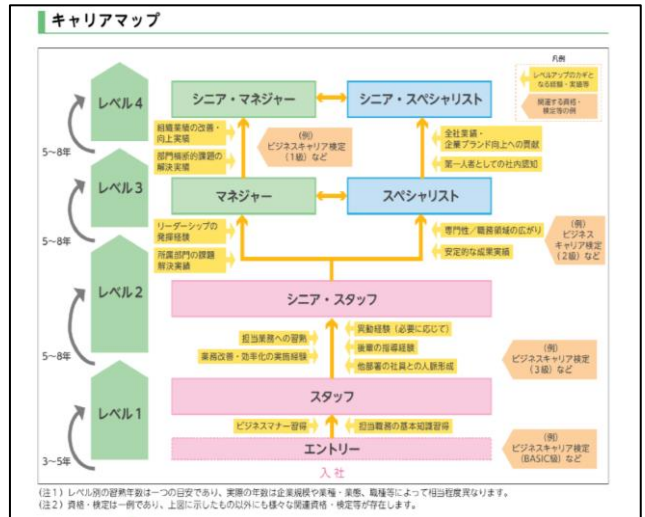 キャリアマップ
凡例
レベルアップのカギと
なる経験・実績等
関連する資格・
検定等の例
レベル4
シニア・マネジャー
シニア・スペシャリスト
組織業績の改善・
向上実績
部門横断的課題の
解決実績
(例)
ビジネスキャリア検定
(1級)など
全社業績・
企業ブランド向上への貢献
第一人者としての社内認知
5~8年
レベル3
マネジャー
スペシャリスト
リーダーシップの
発揮経験
所属部門の課題
解決実績
専門性/職務領域の広がり
安定的な成果実績
(例)
ビジネス
キャリア検定
(2級)など
5~8年
レベル2
シニア・スタッフ
担当業務への習熟
業務改善・効率化の実施経験
異動経験(必要に応じて)
後輩の指導経験
他部署の社員との人脈形成
(例)
ビジネスキャリア検定
(3級)など
5~8年
レベル1
スタッフ
ビジネスマナー習得
担当職務の基本知識習得
エントリー
(例)
ビジネスキャリア検定
(BASIC級)など
3~5年
入社
(注1)レベル別の習熟年数は一つの目安であり、実際の年数は企業規模や業種・業態、職種等によって相当程度異なります。
(注2)資格・検定は一例であり、上図に示したもの以外にも様々な関連資格・検定等が存在します。